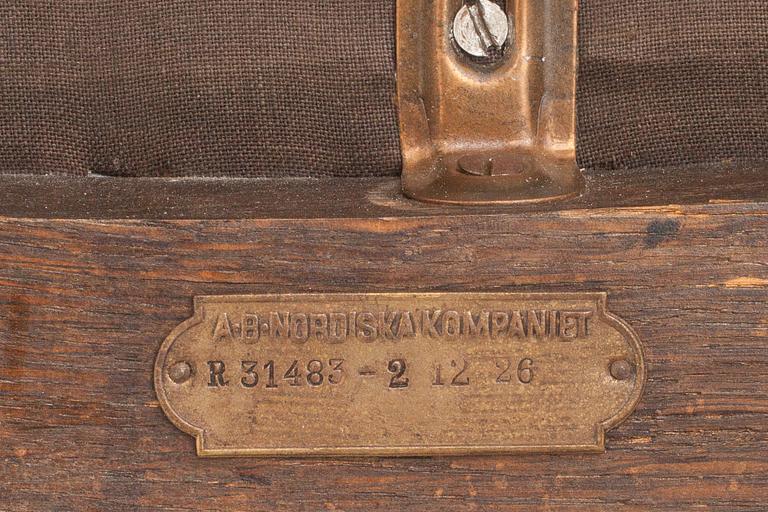 A·B·NORDISKA KOMPANIET
R 31483 - 2 12 26